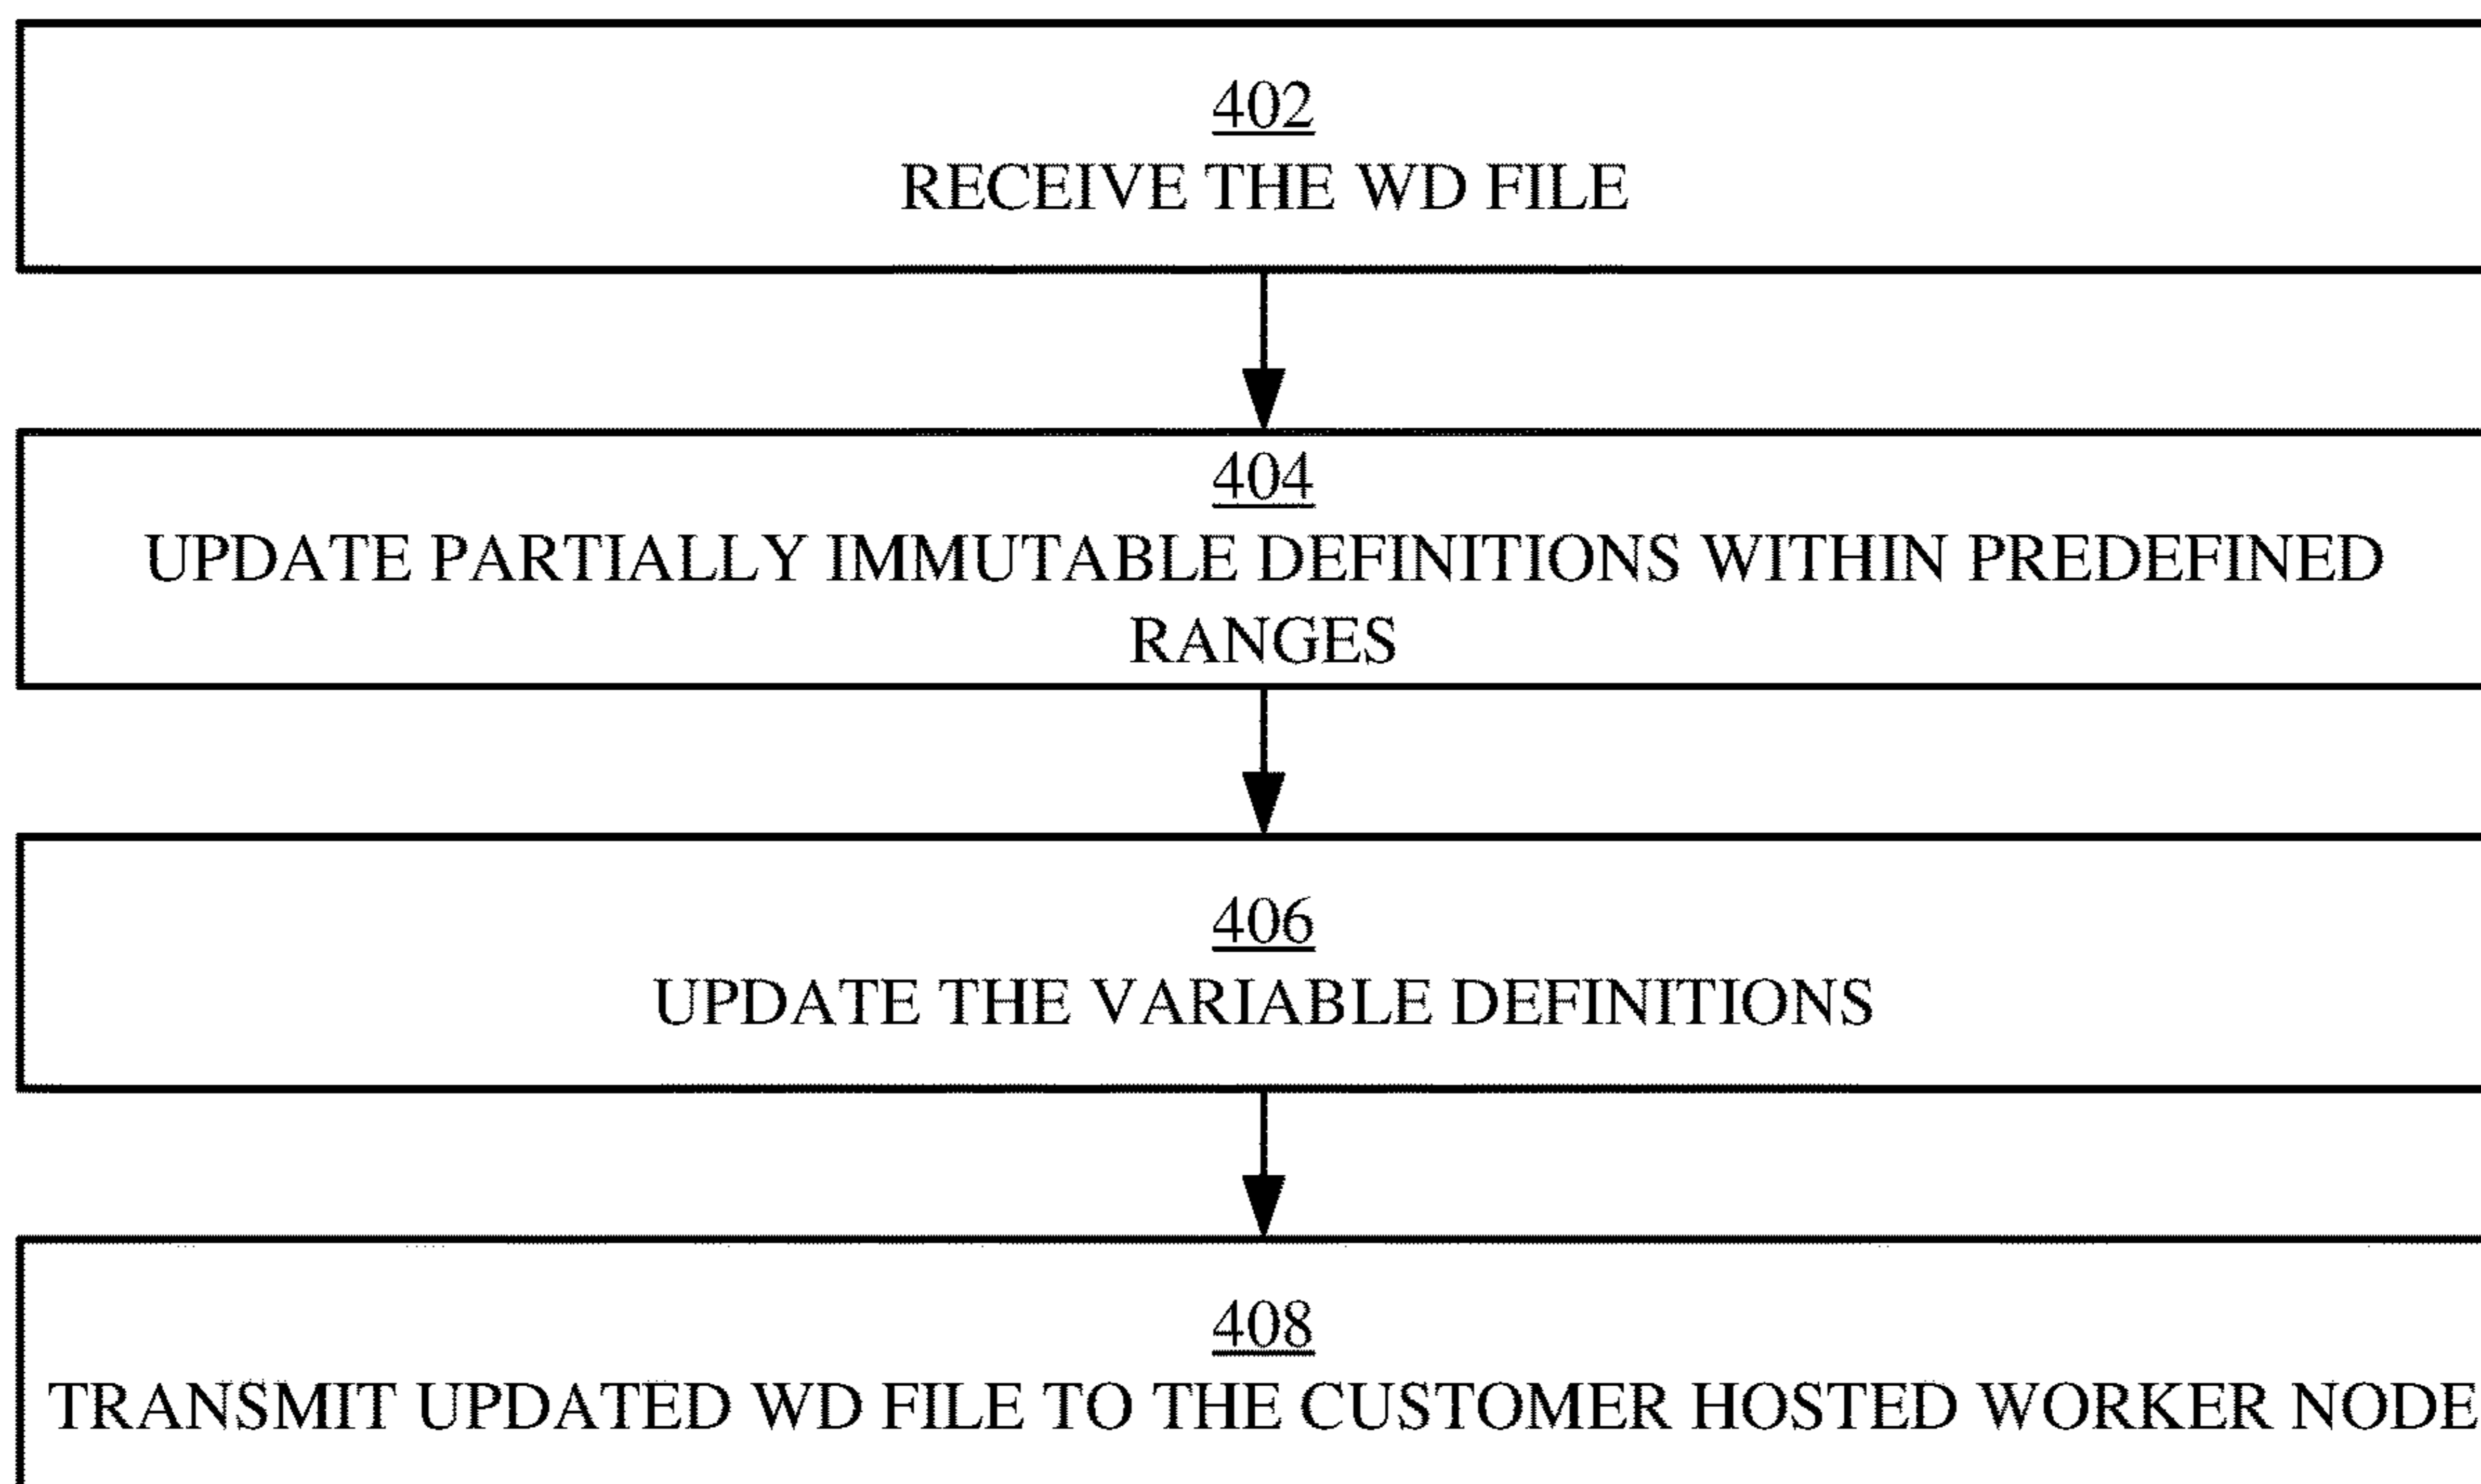 402
RECEIVE THE WD FILE
404
UPDATE PARTIALLY IMMUTABLE DEFINITIONS WITHIN PREDEFINED
RANGES
406
UPDATE THE VARIABLE DEFINITIONS
408
TRANSMIT UPDATED WD FILE TO THE CUSTOMER HOSTED WORKER NODE